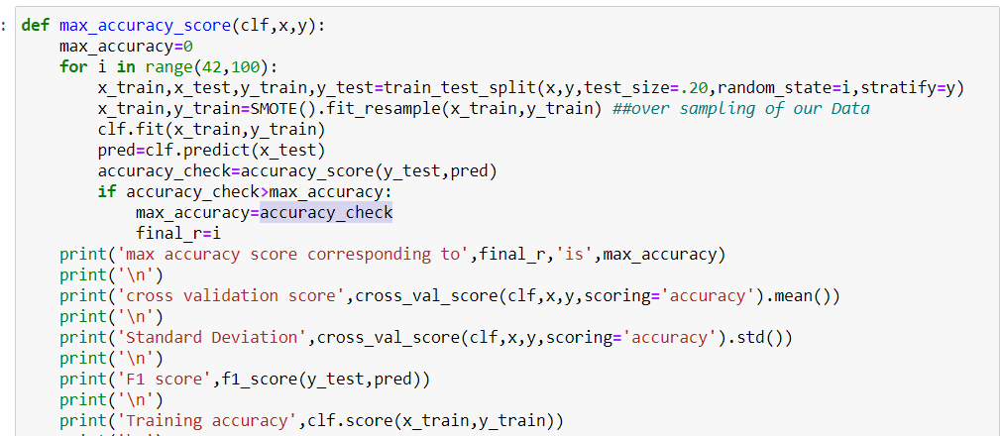 : def max_accuracy_score(clf,x,y):
    max_accuracy=0
    for i in range(42,100):
        x_train,x_test,y_train,y_test=train_test_split(x,y,test_size=.20,random_state=i,stratify=y)
        x_train,y_train=SMOTE().fit_resample(x_train,y_train) ##over sampling of our Data
        clf.fit(x_train,y_train)
        pred=clf.predict(x_test)
        accuracy_check=accuracy_score(y_test,pred)
        if accuracy_check>max_accuracy:
            max_accuracy=accuracy_check
            final_r=i
    print('max accuracy score corresponding to',final_r,'is',max_accuracy)
    print('\n')
    print('cross validation score',cross_val_score(clf,x,y,scoring='accuracy').mean())
    print('\n')
    print('Standard Deviation',cross_val_score(clf,x,y,scoring='accuracy').std())
    print('\n')
    print('F1 score',f1_score(y_test,pred))
    print('\n')
    print('Training accuracy',clf.score(x_train,y_train))